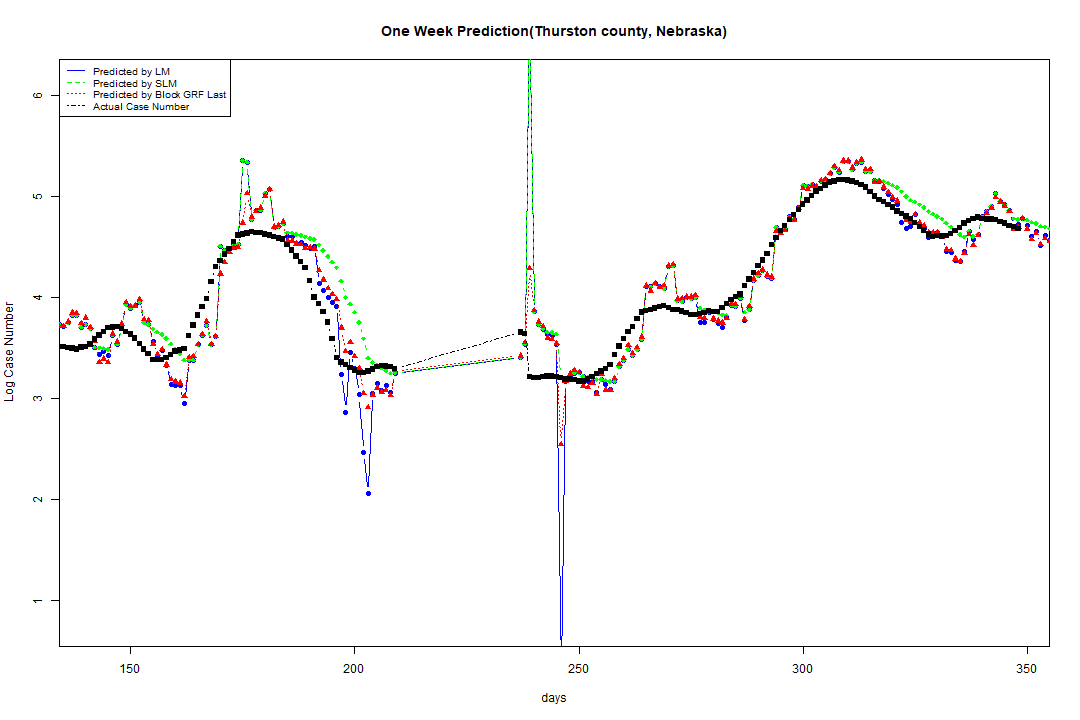 One Week Prediction(Thurston county, Nebraska)
Predicted by LM
Predicted by SLM
Predicted by Block GRF Last
Actual Case Number
Log Case Number
6
5
4
3
2
1
150 200 250 300 350
days